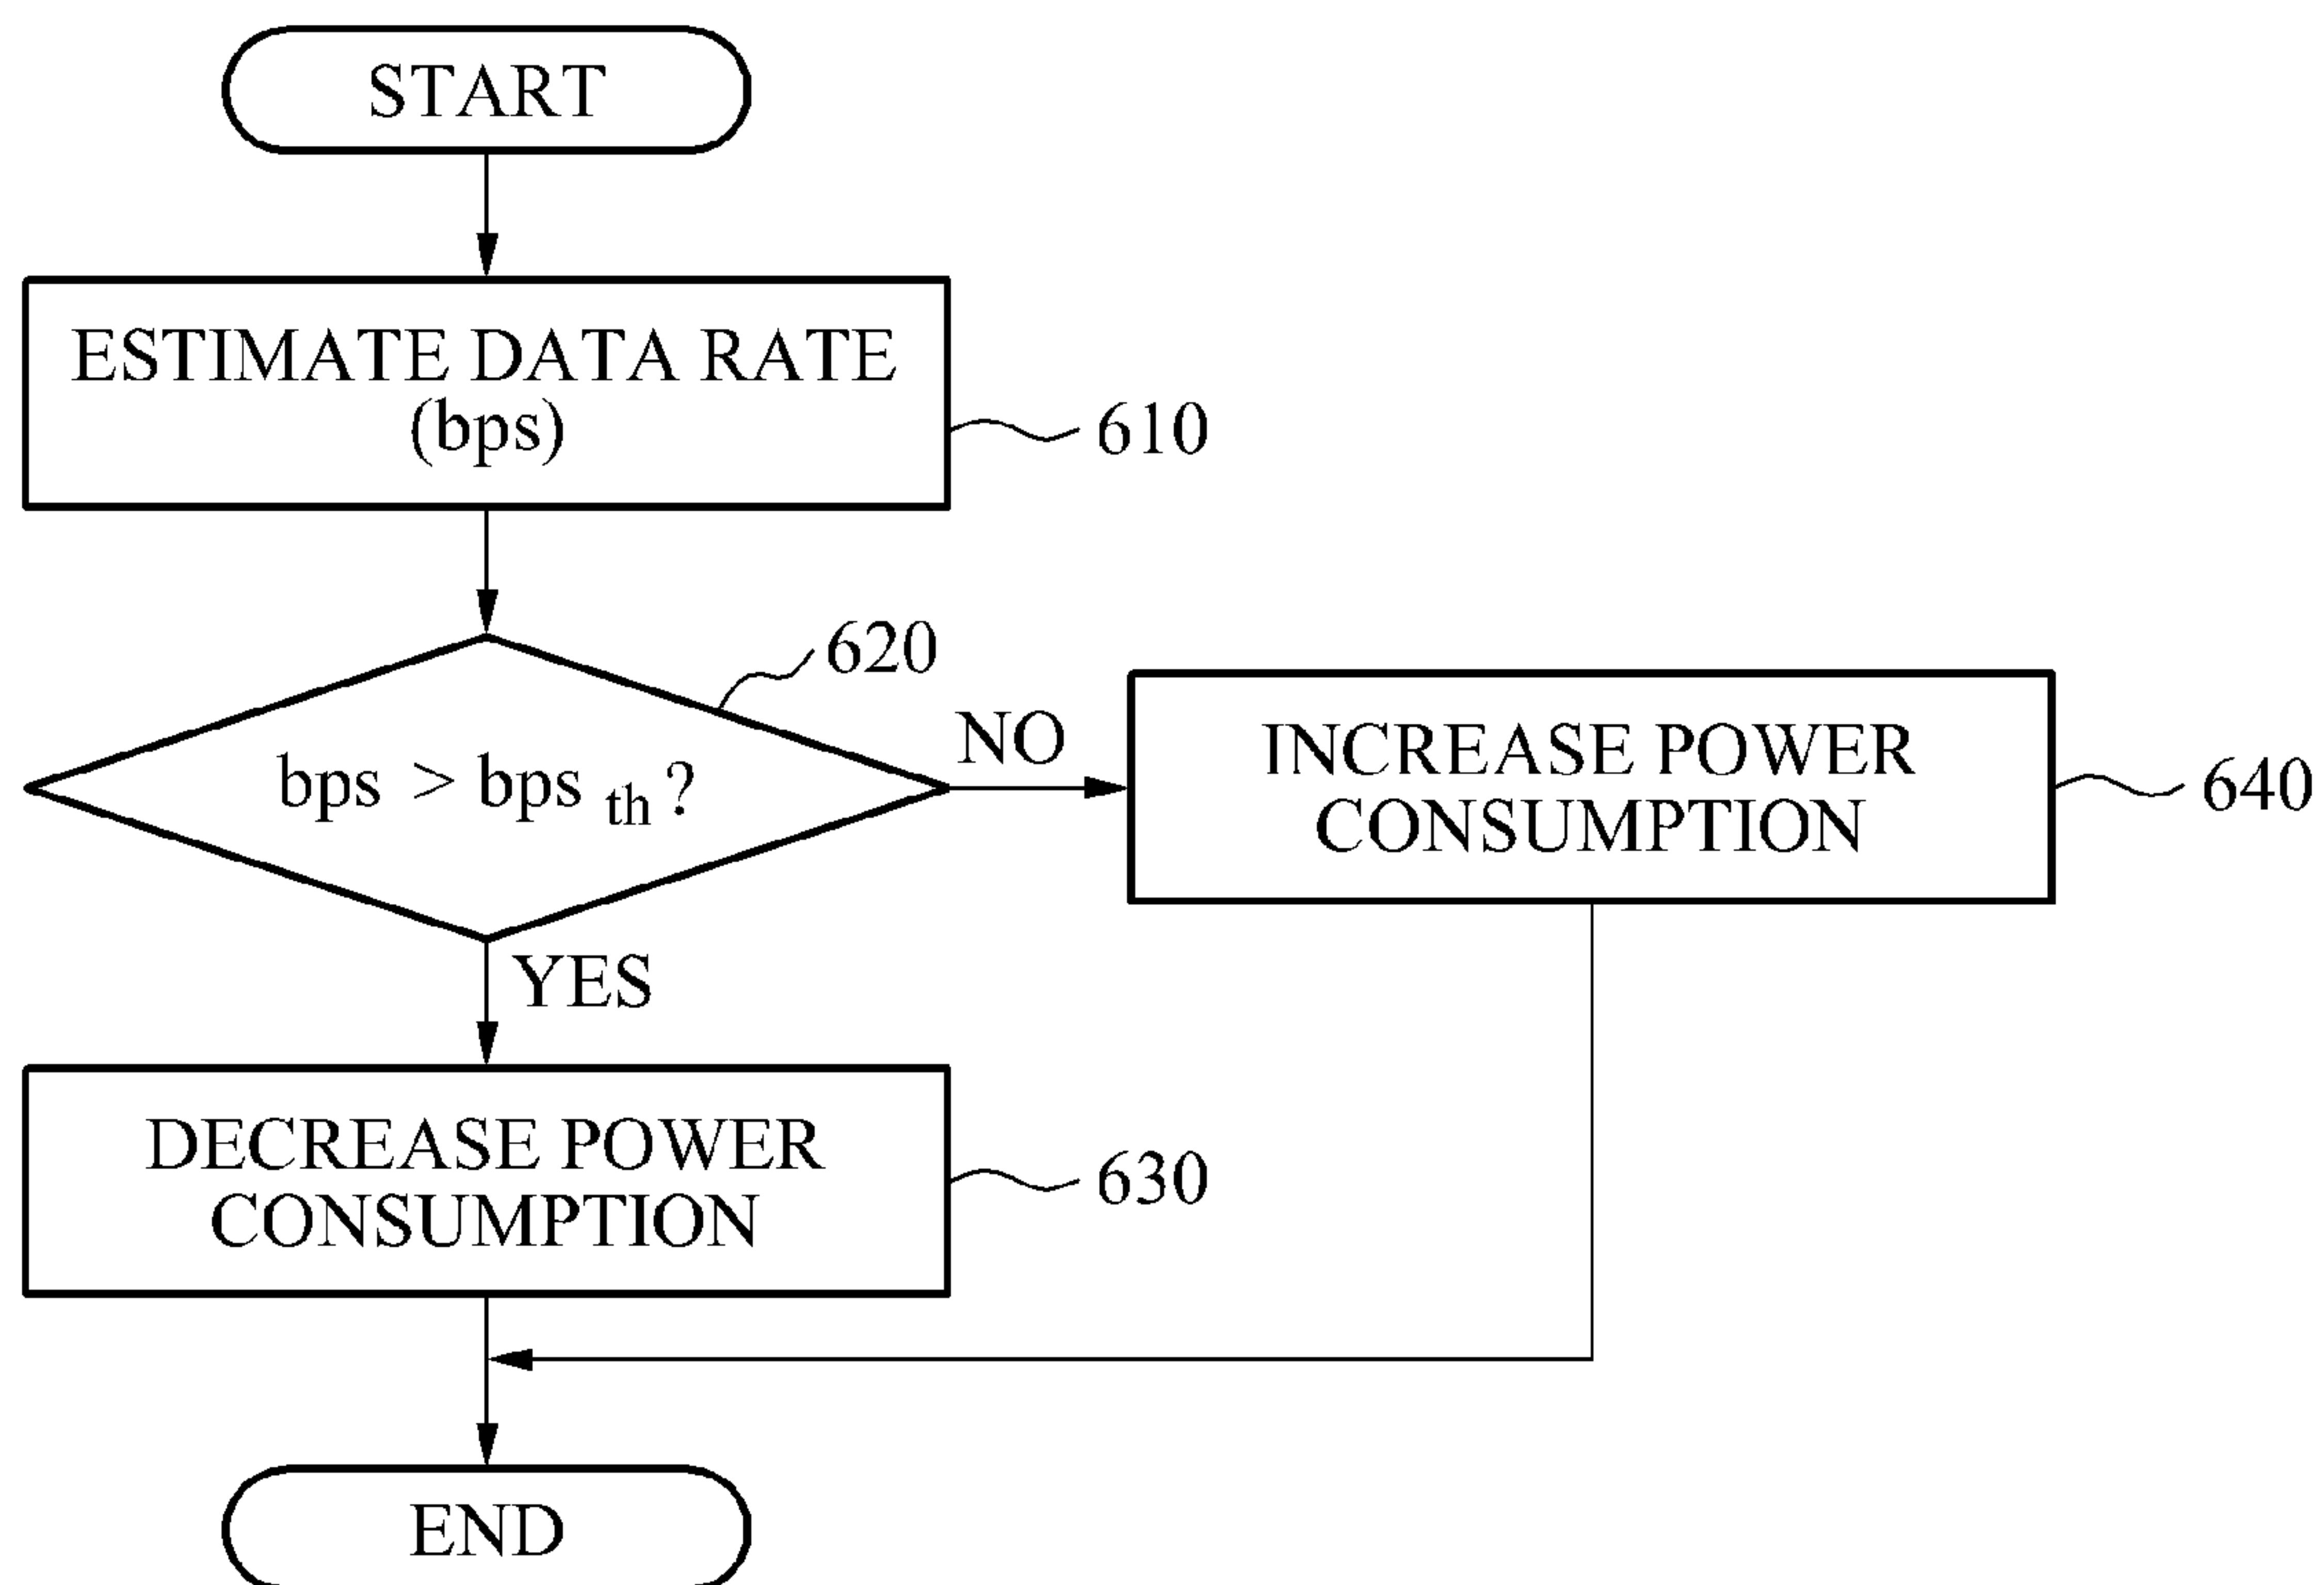 START
ESTIMATE DATA RATE
(bps)
610
620
bps > bps th ?
NO
INCREASE POWER
CONSUMPTION
640
YES
DECREASE POWER
CONSUMPTION
630
END